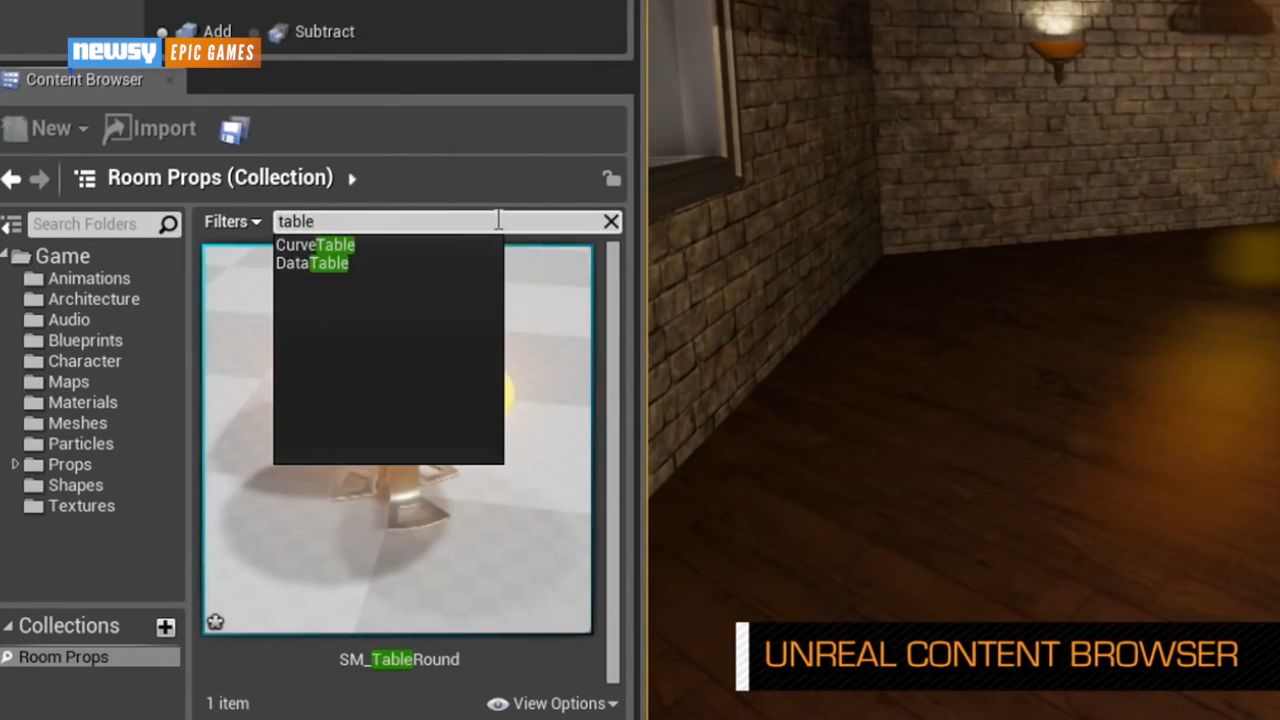 Add
Subtract
newsy
EPIC GAMES
Content Browser
New
Import
Room Props (Collection)
Search Folders
Filters
table
CurveTable
DataTable
Game
Animations
Architecture
Audio
Blueprints
Character
Maps
Materials
Meshes
Particles
Props
Shapes
Textures
Collections
Room Props
SM_TableRound
1 item
View Options
UNREAL CONTENT BROWSER